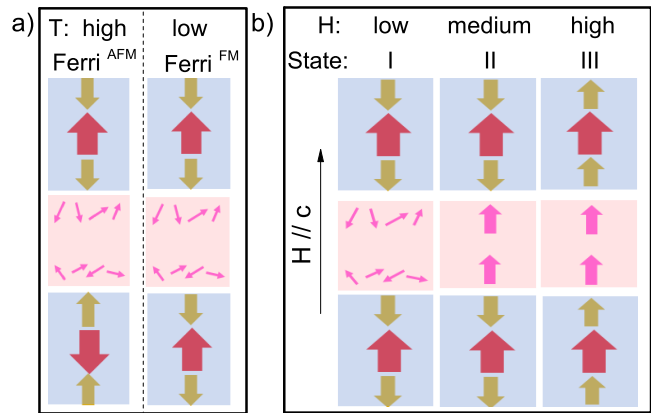 a)
T: high low
Ferri AFM Ferri FM
b)
H: low medium high
State: I II III
H // c